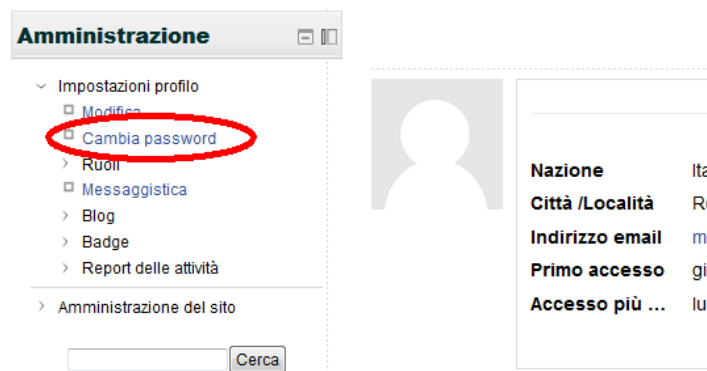 Amministrazione
Impostazioni profilo
Modifica
Cambia password
Ruoli
Messaggistica
Blog
Badge
Report delle attività
Amministrazione del sito
Cerca
Nazione
Città /Località
Indirizzo email
Primo accesso
Accesso più ...